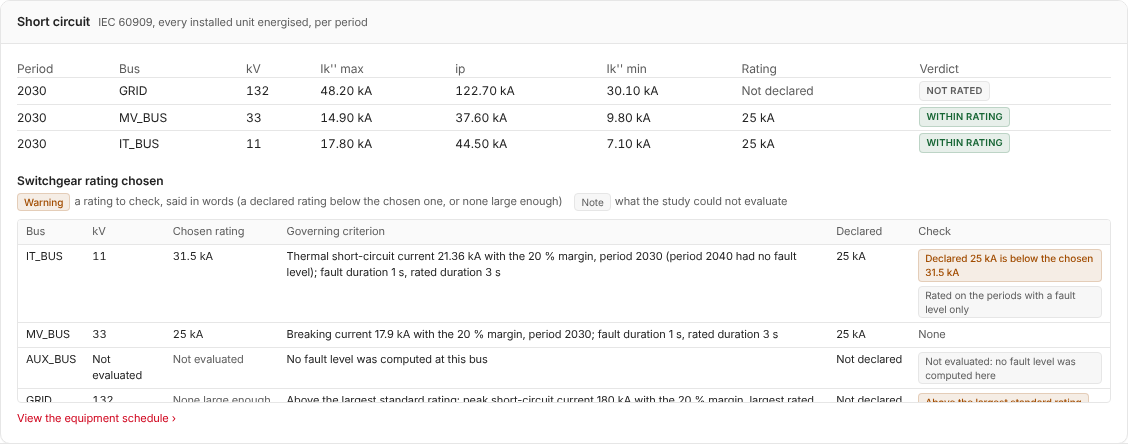 Short circuit IEC 60909, every installed unit energised, per period
Period Bus kV Ik'' max ip Ik'' min Rating Verdict
2030 GRID 132 48.20 kA 122.70 kA 30.10 kA Not declared NOT RATED
2030 MV_BUS 33 14.90 kA 37.60 kA 9.80 kA 25 kA WITHIN RATING
2030 IT_BUS 11 17.80 kA 44.50 kA 7.10 kA 25 kA WITHIN RATING
Switchgear rating chosen
Warning a rating to check, said in words (a declared rating below the chosen one, or none large enough) Note what the study could not evaluate
Bus kV Chosen rating Governing criterion Declared Check
IT_BUS 11 31.5 kA Thermal short-circuit current 21.36 kA with the 20 % margin, period 2030 (period 2040 had no fault 25 kA Declared 25 kA is below the chosen
level); fault duration 1 s, rated duration 3 s 31.5 kA
Rated on the periods with a fault
level only
MV_BUS 33 25 kA Breaking current 17.9 kA with the 20 % margin, period 2030; fault duration 1 s, rated duration 3 s 25 kA None
AUX_BUS Not Not evaluated No fault level was computed at this bus Not declared Not evaluated: no fault level was
evaluated computed here
GRID 132 None large enough Above the largest standard rating: peak short-circuit current 180 kA with the 20 % margin, largest rated Not declared Above the largest standard rating
View the equipment schedule ›